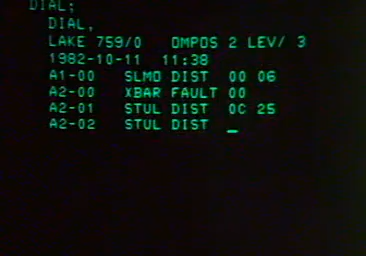 DIAL;
DIAL,
LAKE 759/0 OMPOS 2 LEV/ 3
1982-10-11 11:38
A1-00 SLMO DIST 00 06
A2-00 XBAR FAULT 00
A2-01 STUL DIST 0C 25
A2-02 STUL DIST _